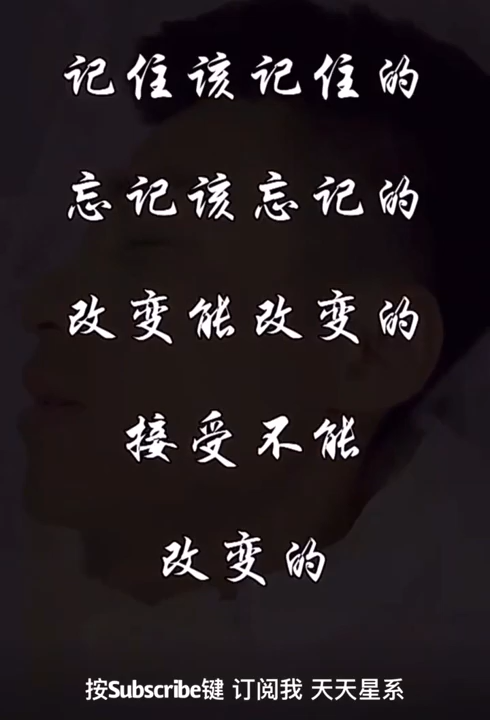 记住该记住的
忘记该忘记的
改变能改变的
接受不能
改变的
按Subscribe键 订阅我 天天星系